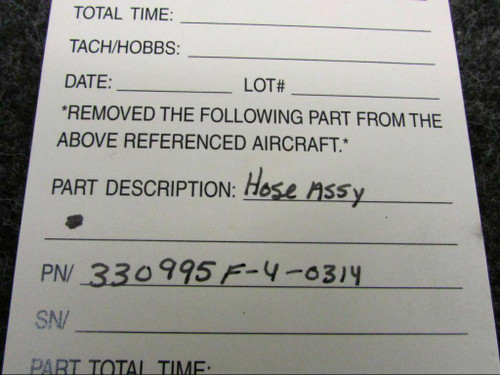 TOTAL TIME:
TACH/HOBBS:
DATE: LOT#
*REMOVED THE FOLLOWING PART FROM THE
ABOVE REFERENCED AIRCRAFT.*
PART DESCRIPTION: Hose Assy
PN/ 330995F-4-0314
SN/
PART TOTAL TIME: